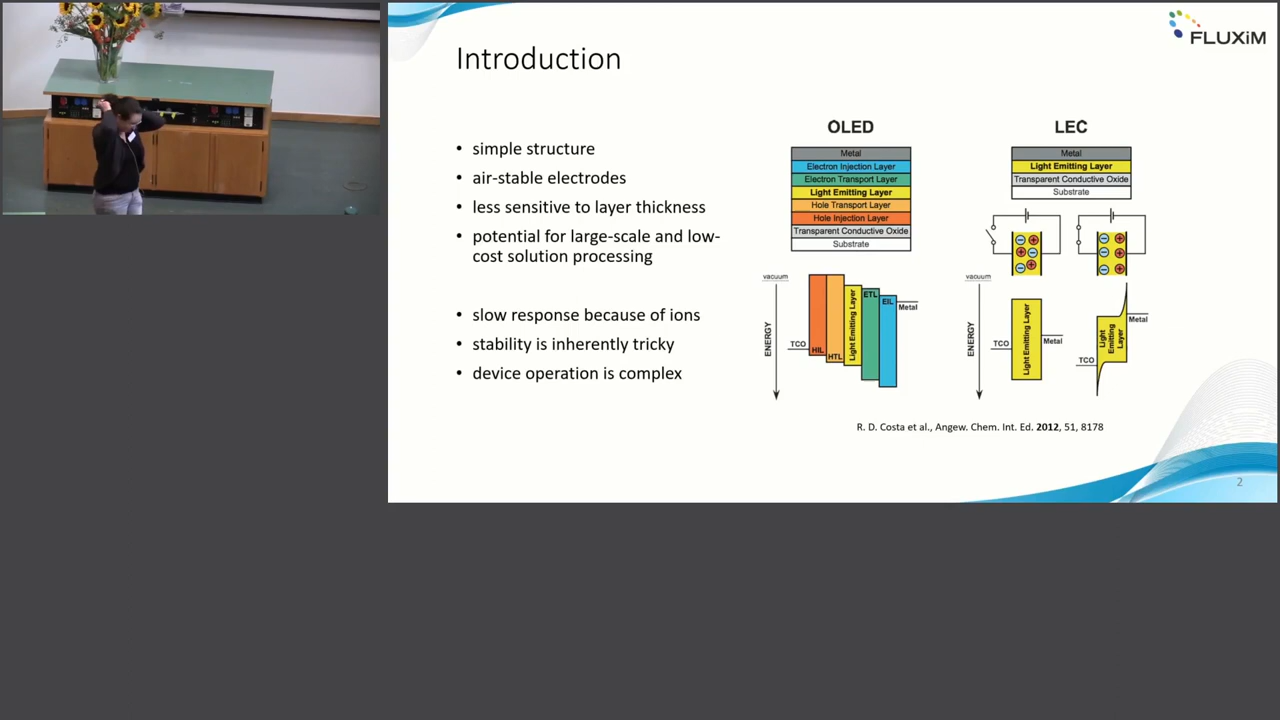 FLUXiM
Introduction
• simple structure
• air-stable electrodes
• less sensitive to layer thickness
• potential for large-scale and low-
cost solution processing
• slow response because of ions
• stability is inherently tricky
• device operation is complex
OLED
Metal
Electron Injection Layer
Electron Transport Layer
Light Emitting Layer
Hole Transport Layer
Hole Injection Layer
Transparent Conductive Oxide
Substrate
vacuum
ENERGY
TCO
HIL
HTL
Light Emitting Layer
ETL
EIL
Metal
LEC
Metal
Light Emitting Layer
Transparent Conductive Oxide
Substrate
vacuum
ENERGY
TCO
Light Emitting Layer
Metal
TCO
Light
Emitting
Layer
Metal
R. D. Costa et al., Angew. Chem. Int. Ed. 2012, 51, 8178
2